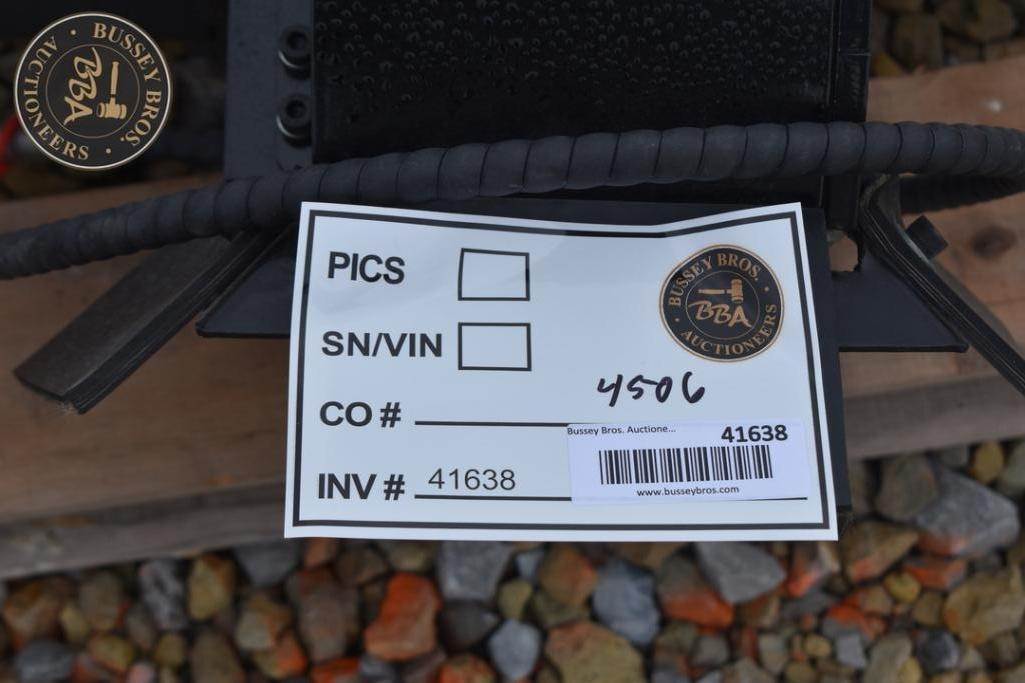 BUSSEY BROS.
BBA
AUCTIONEERS
PICS
BUSSEY BROS.
BBA
AUCTIONEERS
SN/VIN
4506
CO #
Bussey Bros. Auctione... 41638
INV # 41638
www.busseybros.com